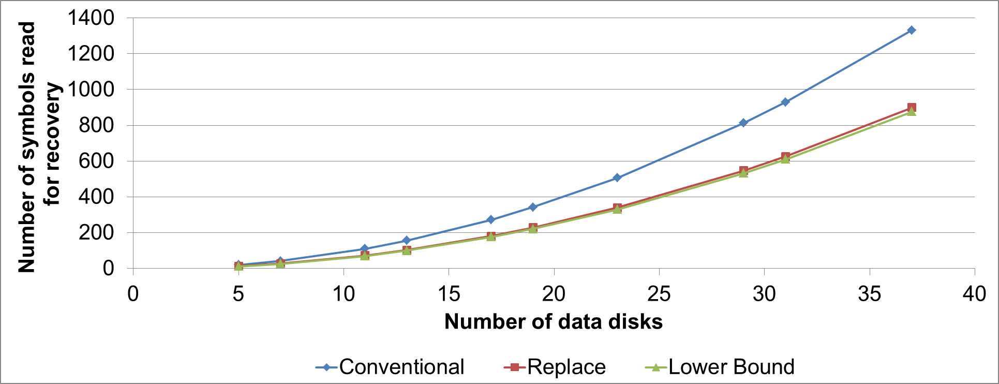 Number of symbols read
for recovery
1400
1200
1000
800
600
400
200
0
0 5 10 15 20 25 30 35 40
Number of data disks
Conventional Replace Lower Bound